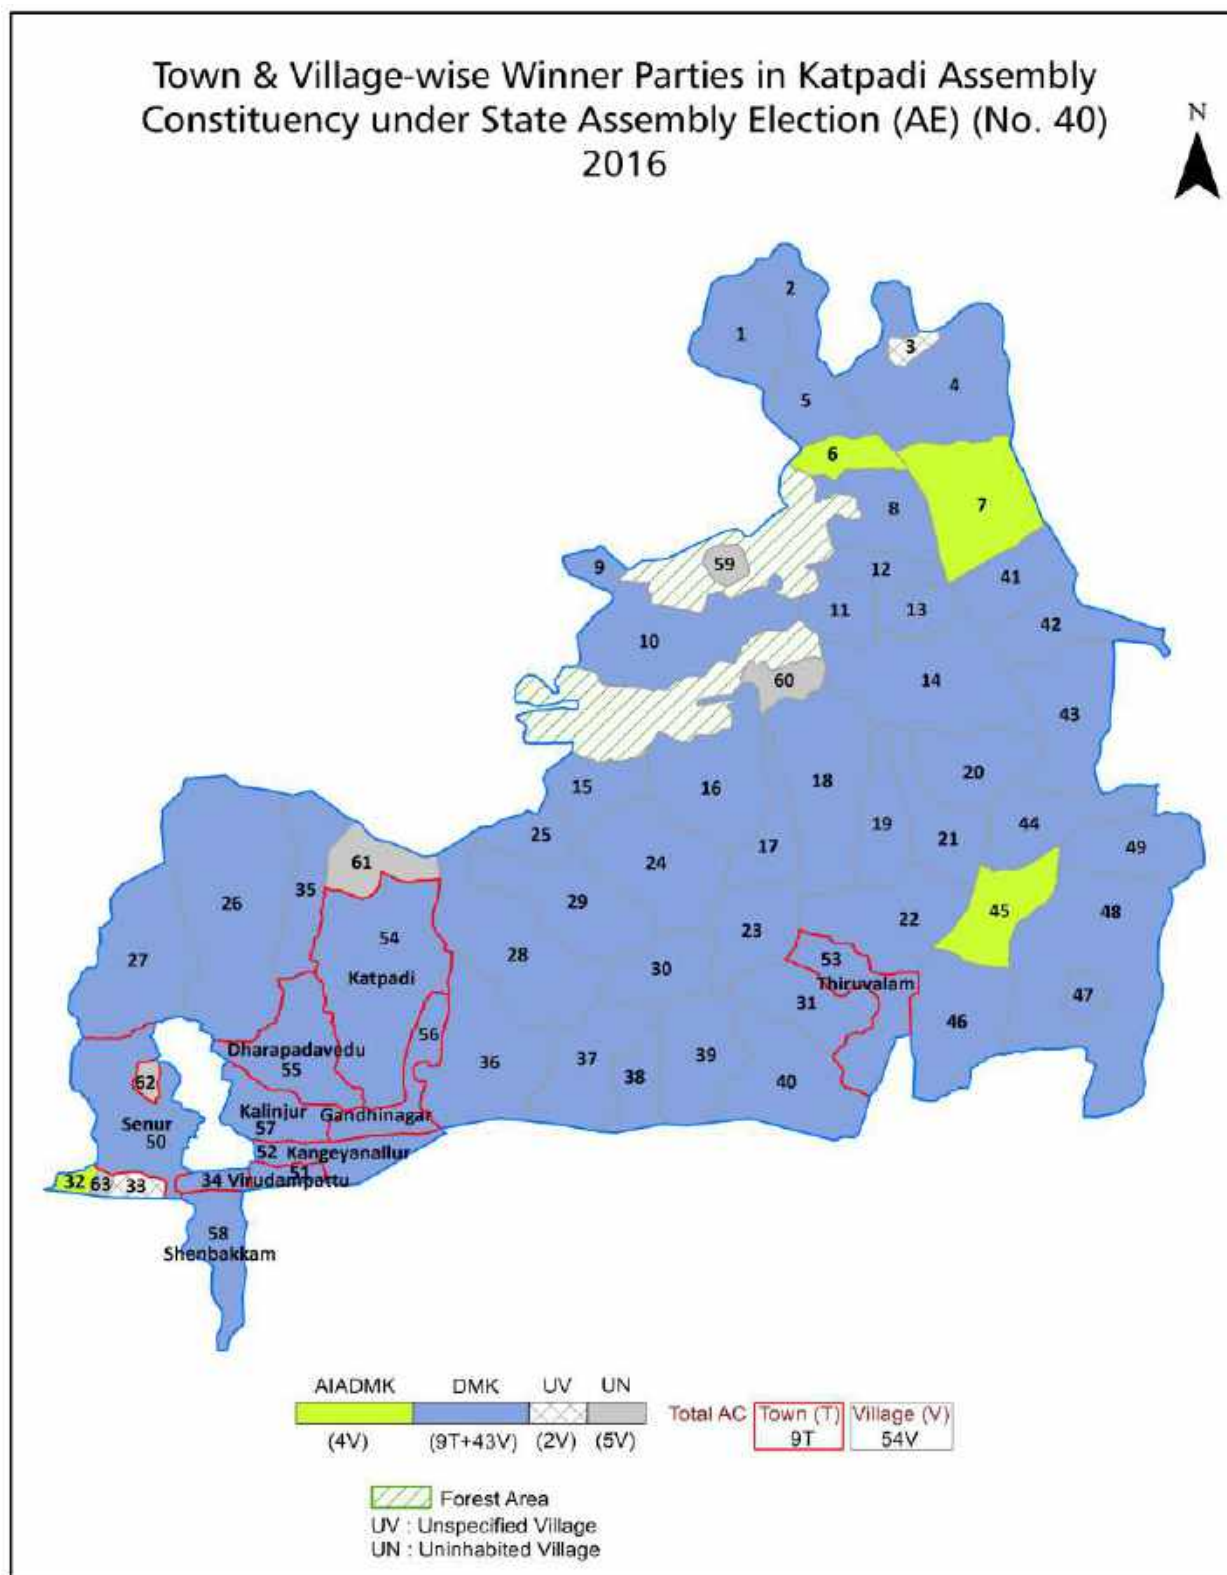 Town & Village-wise Winner Parties in Katpadi Assembly
Constituency under State Assembly Election (AE) (No. 40)
2016
N
2
1
3
4
5
6
7
8
59
9
12
41
11
13
42
10
60
14
43
15
16
18
20
25
19
21
44
49
61
24
17
35
26
29
45
48
22
54
23
27
28
30
53
Katpadi
Thiruvalam
31
47
46
56
Dharapadavedu
55
36
37
38
39
40
62
Kalinjur
57
Gandhinagar
Senur
50
52 Kangeyanallur
51
32 63 33
34 Virudampattu
58
Shenbakkam
AIADMK DMK UV UN
Total AC Town (T) Village (V)
9T 54V
(4V) (9T+43V) (2V) (5V)
Forest Area
UV : Unspecified Village
UN : Uninhabited Village